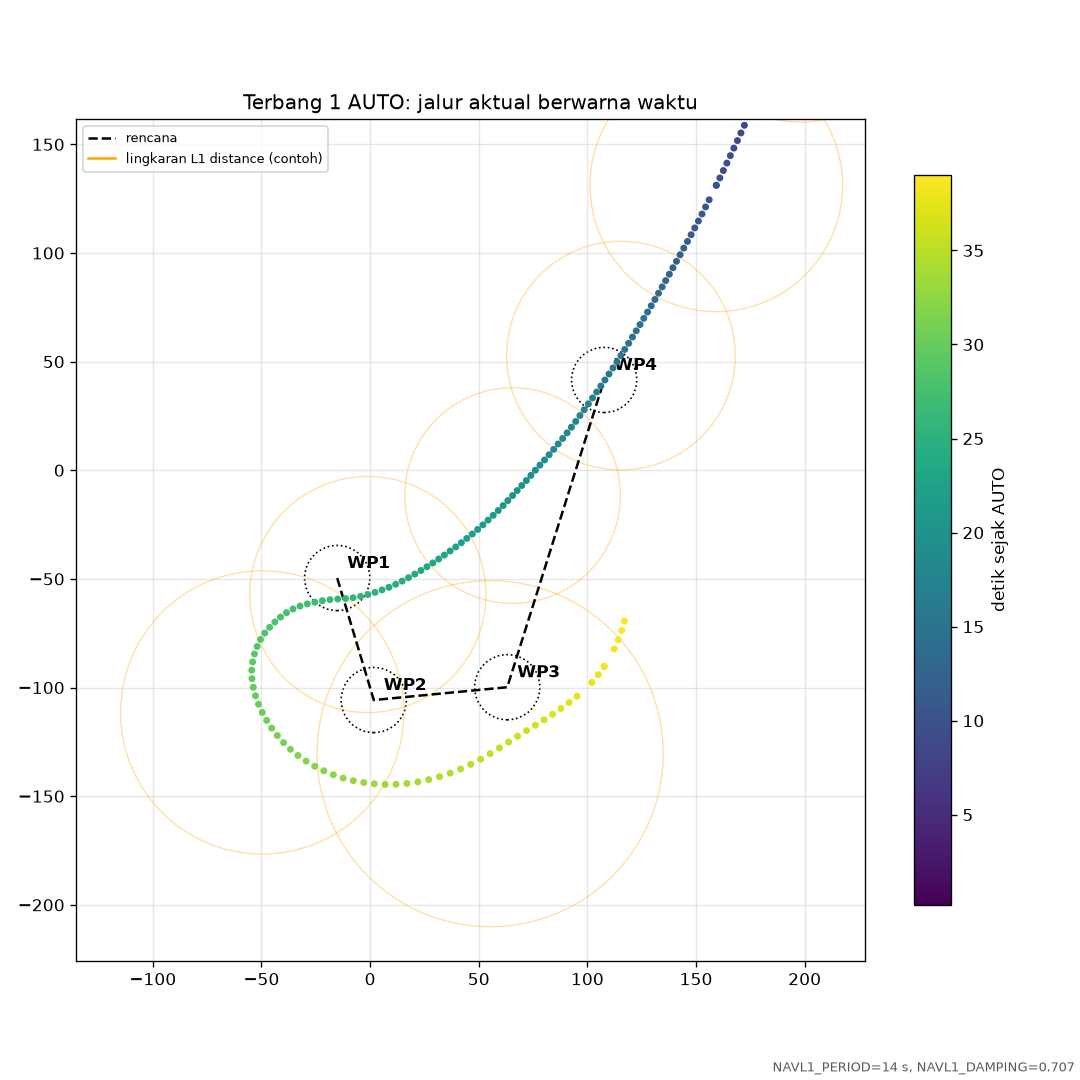 Terbang 1 AUTO: jalur aktual berwarna waktu
rencana
lingkaran L1 distance (contoh)
150
100
50
0
−50
−100
−150
−200
−100
−50
0
50
100
150
200
WP4
WP1
WP3
WP2
35
30
25
20
15
10
5
detik sejak AUTO
NAVL1_PERIOD=14 s, NAVL1_DAMPING=0.707